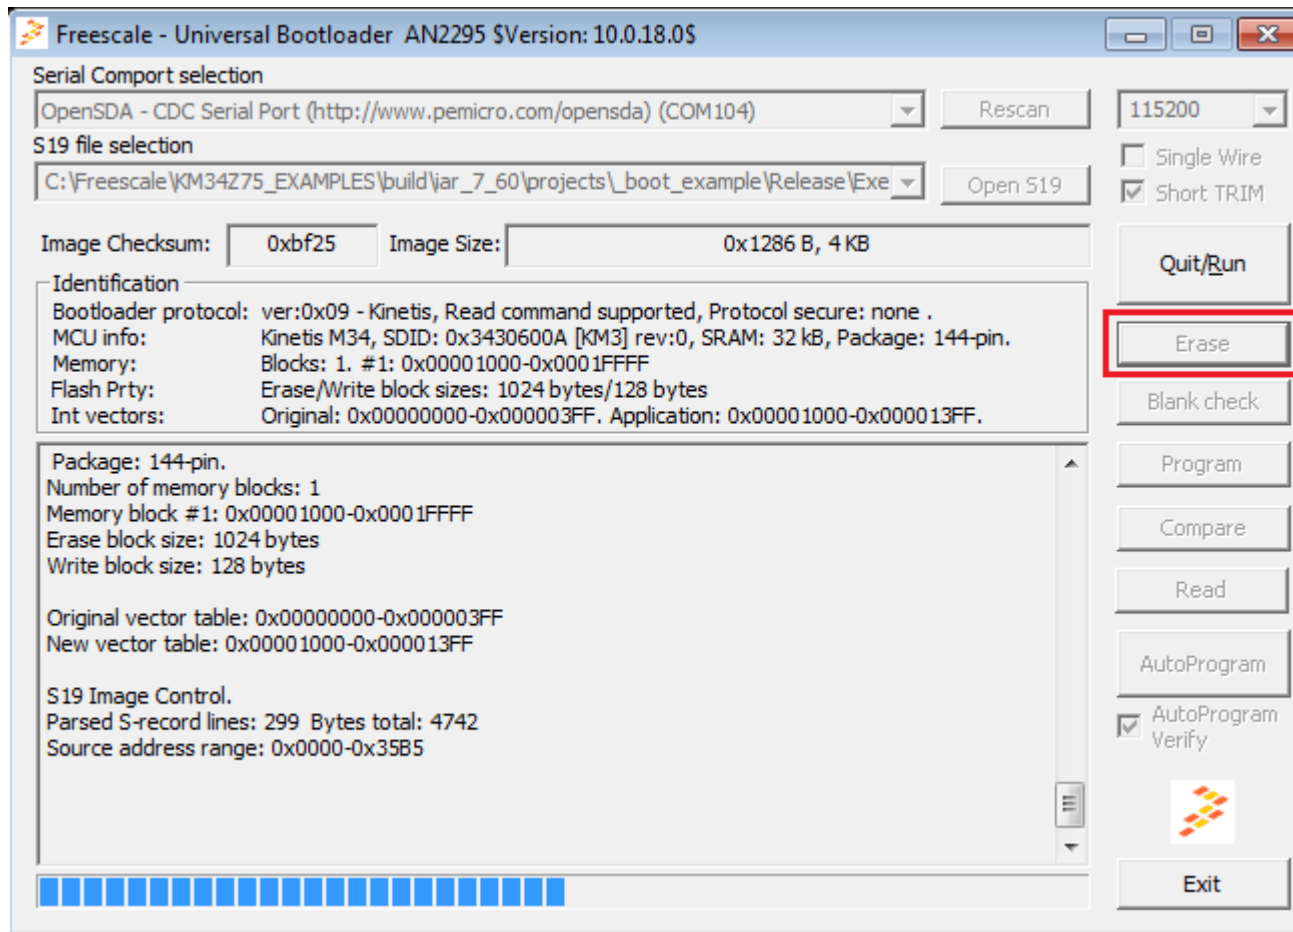 Freescale - Universal Bootloader AN2295 $Version: 10.0.18.0$
Serial Comport selection
OpenSDA - CDC Serial Port (http://www.pemicro.com/opensda) (COM104)
Rescan
115200
S19 file selection
Single Wire
C:\Freescale\KM34Z75_EXAMPLES\build\iar_7_60\projects\_boot_example\Release\Exe
Open S19
Short TRIM
Image Checksum: 0xbf25 Image Size: 0x1286 B, 4 KB
Quit/Run
Identification
Bootloader protocol: ver:0x09 - Kinetis, Read command supported, Protocol secure: none .
MCU info: Kinetis M34, SDID: 0x3430600A [KM3] rev:0, SRAM: 32 kB, Package: 144-pin.
Memory: Blocks: 1. #1: 0x00001000-0x0001FFFF
Flash Prty: Erase/Write block sizes: 1024 bytes/128 bytes
Int vectors: Original: 0x00000000-0x000003FF. Application: 0x00001000-0x000013FF.
Erase
Blank check
Package: 144-pin.
Number of memory blocks: 1
Memory block #1: 0x00001000-0x0001FFFF
Erase block size: 1024 bytes
Write block size: 128 bytes
Original vector table: 0x00000000-0x000003FF
New vector table: 0x00001000-0x000013FF
S19 Image Control.
Parsed S-record lines: 299 Bytes total: 4742
Source address range: 0x0000-0x35B5
Program
Compare
Read
AutoProgram
AutoProgram
Verify
Exit